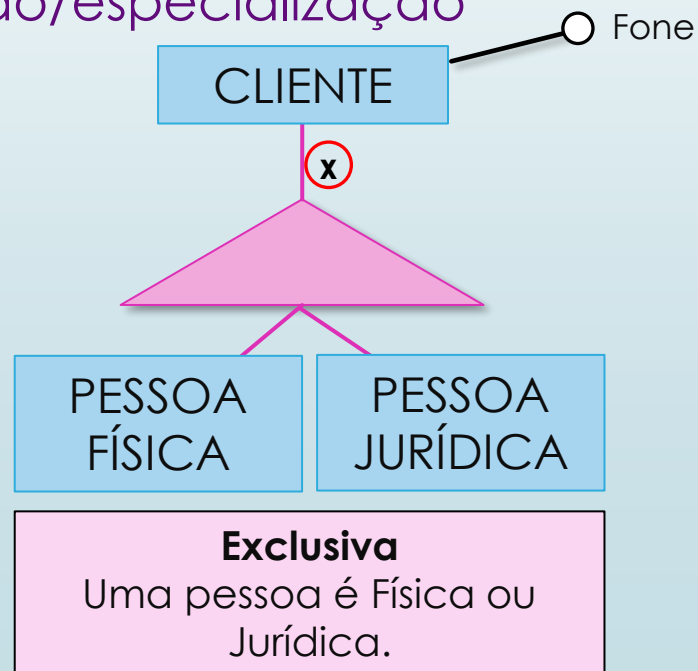 ão/especialização
Fone
CLIENTE
x
PESSOA
FÍSICA
PESSOA
JURÍDICA
Exclusiva
Uma pessoa é Física ou
Jurídica.